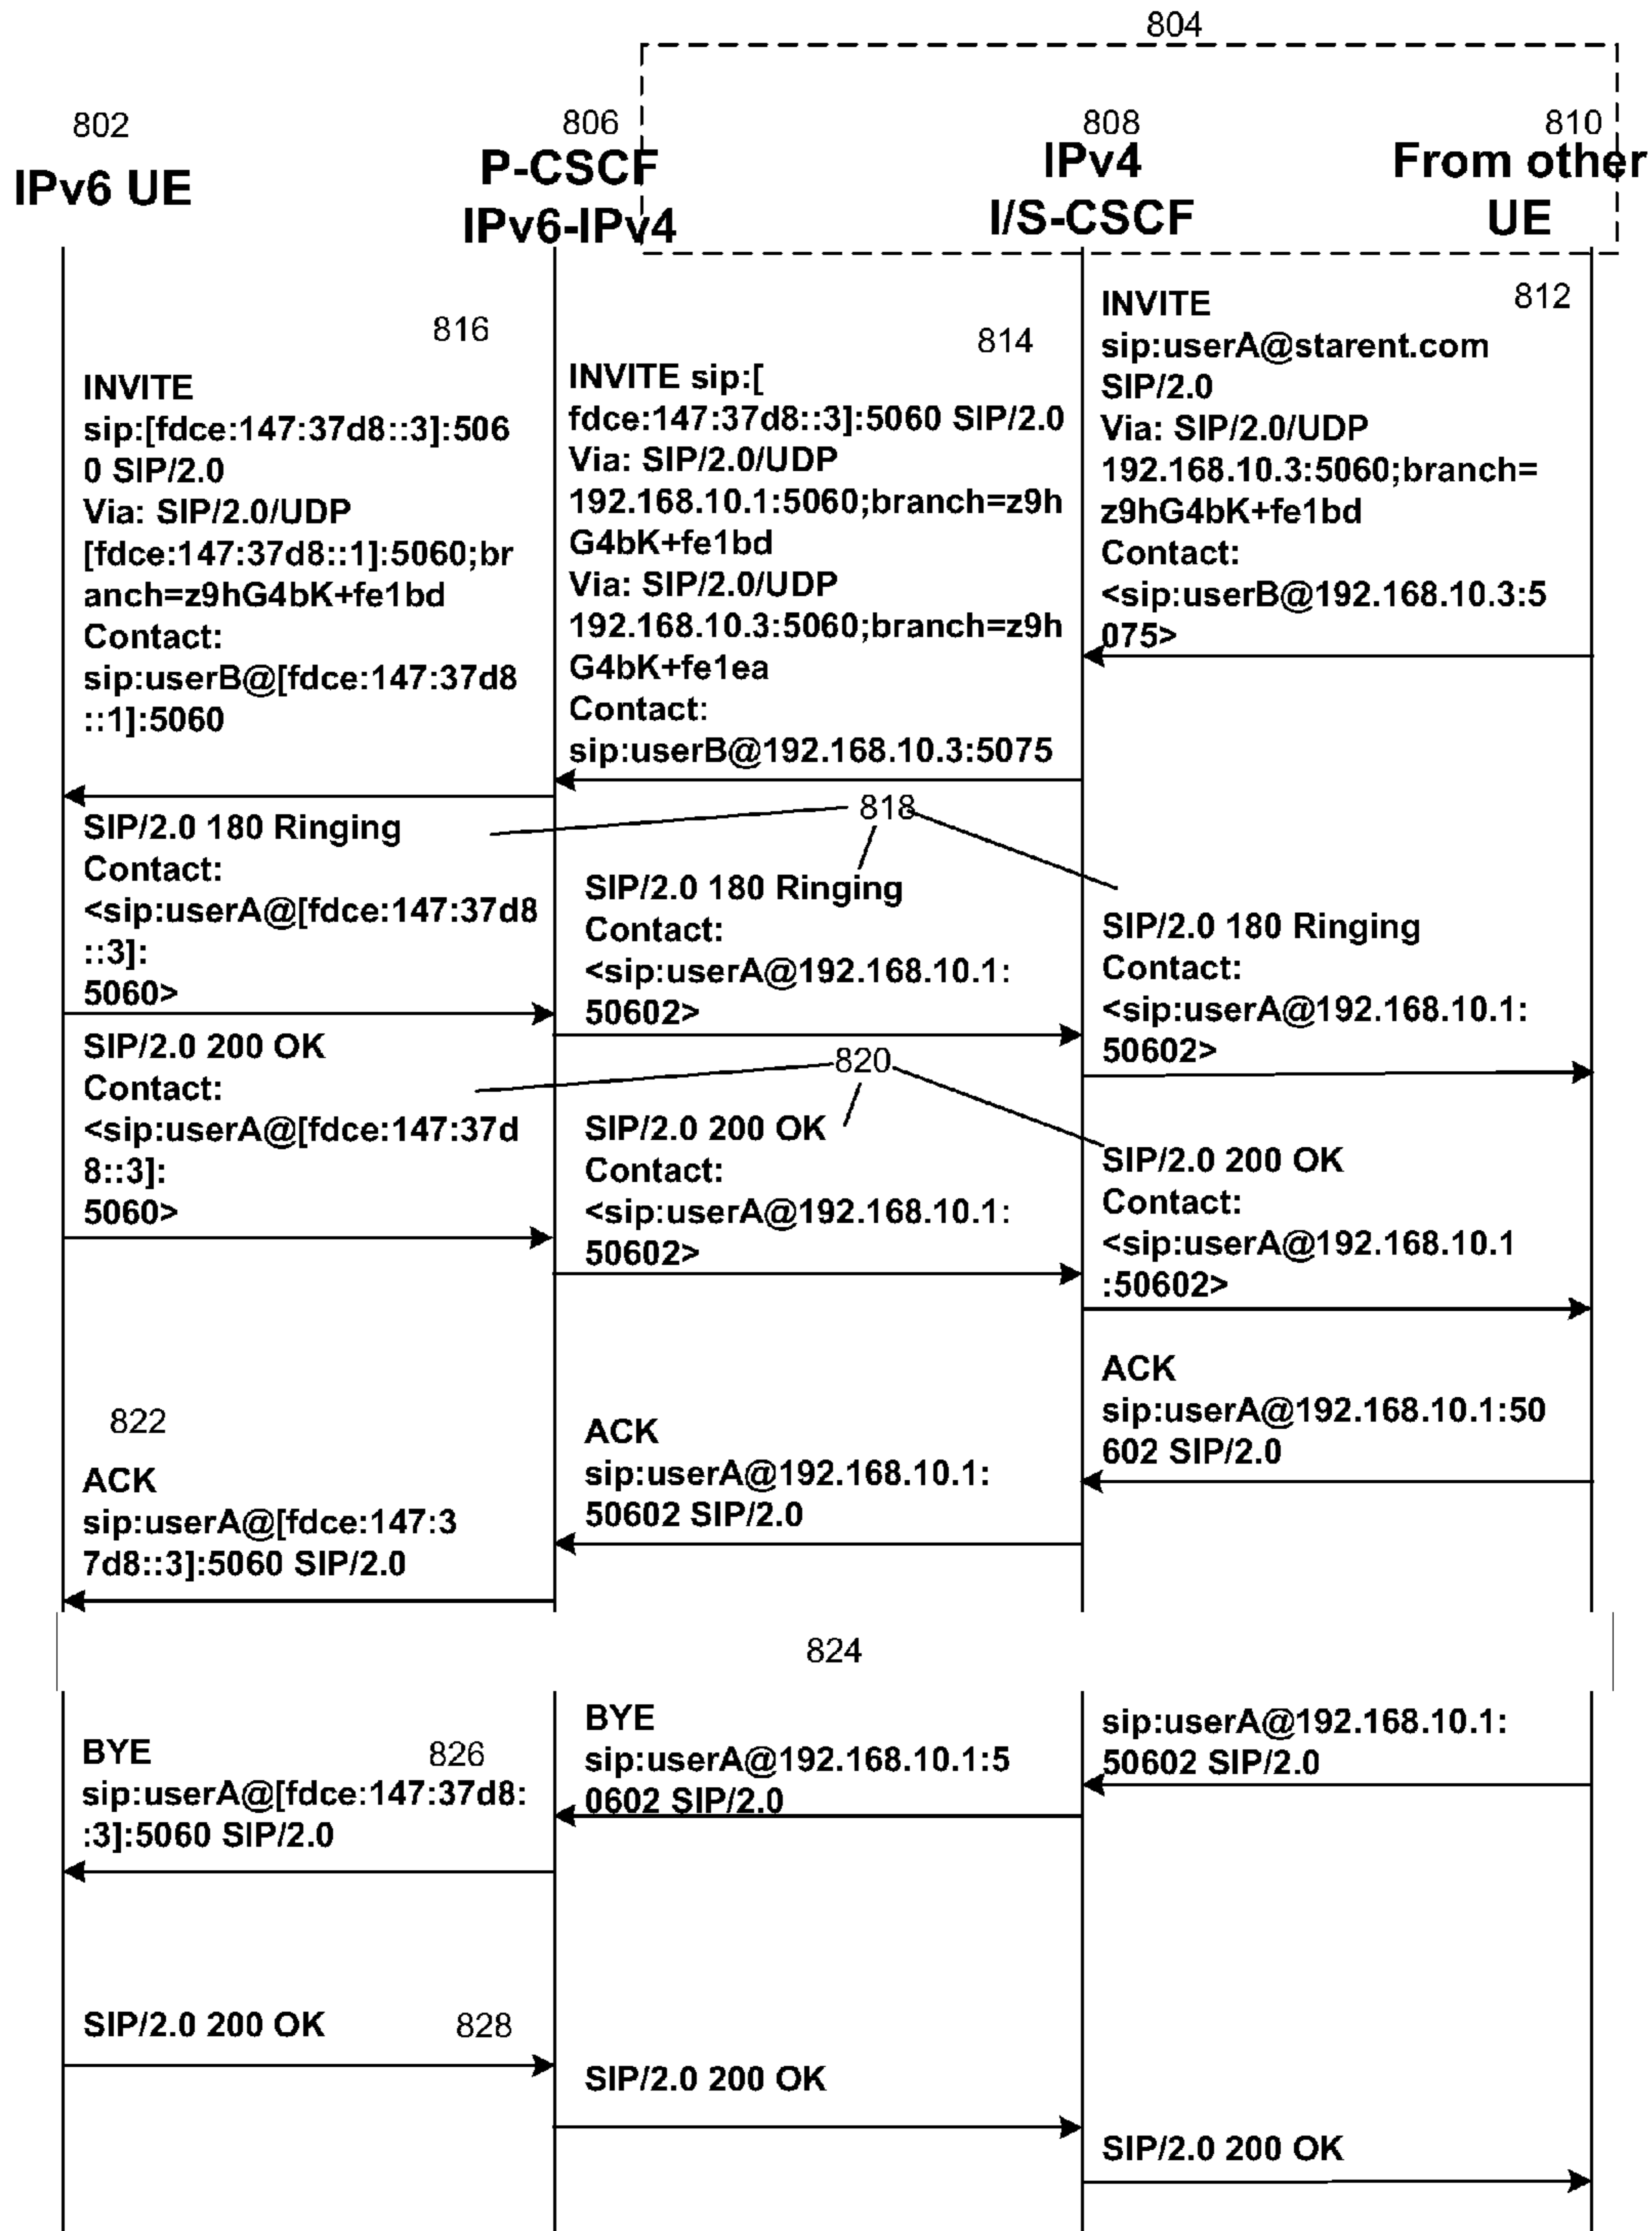 804
802
IPv6 UE
806
P-CSCF
IPv6-IPv4
808
IPv4
I/S-CSCF
810
From other
UE
812
INVITE
sip:userA@starent.com
SIP/2.0
Via: SIP/2.0/UDP
192.168.10.3:5060;branch=
z9hG4bK+fe1bd
Contact:
<sip:userB@192.168.10.3:5
075>
814
INVITE sip:[
fdce:147:37d8::3]:5060 SIP/2.0
Via: SIP/2.0/UDP
192.168.10.1:5060;branch=z9h
G4bK+fe1bd
Via: SIP/2.0/UDP
192.168.10.3:5060;branch=z9h
G4bK+fe1ea
Contact:
sip:userB@192.168.10.3:5075
816
INVITE
sip:[fdce:147:37d8::3]:506
0 SIP/2.0
Via: SIP/2.0/UDP
[fdce:147:37d8::1]:5060;br
anch=z9hG4bK+fe1bd
Contact:
sip:userB@[fdce:147:37d8
::1]:5060
818
SIP/2.0 180 Ringing
Contact:
<sip:userA@[fdce:147:37d8
::3]:
5060>
SIP/2.0 180 Ringing
Contact:
<sip:userA@192.168.10.1:
50602>
SIP/2.0 180 Ringing
Contact:
<sip:userA@192.168.10.1:
50602>
820
SIP/2.0 200 OK
Contact:
<sip:userA@[fdce:147:37d
8::3]:
5060>
SIP/2.0 200 OK
Contact:
<sip:userA@192.168.10.1:
50602>
SIP/2.0 200 OK
Contact:
<sip:userA@192.168.10.1
:50602>
ACK
sip:userA@192.168.10.1:50
602 SIP/2.0
ACK
sip:userA@192.168.10.1:
50602 SIP/2.0
822
ACK
sip:userA@[fdce:147:3
7d8::3]:5060 SIP/2.0
824
sip:userA@192.168.10.1:
50602 SIP/2.0
BYE
sip:userA@192.168.10.1:5
0602 SIP/2.0
BYE
826
sip:userA@[fdce:147:37d8:
:3]:5060 SIP/2.0
SIP/2.0 200 OK
828
SIP/2.0 200 OK
SIP/2.0 200 OK